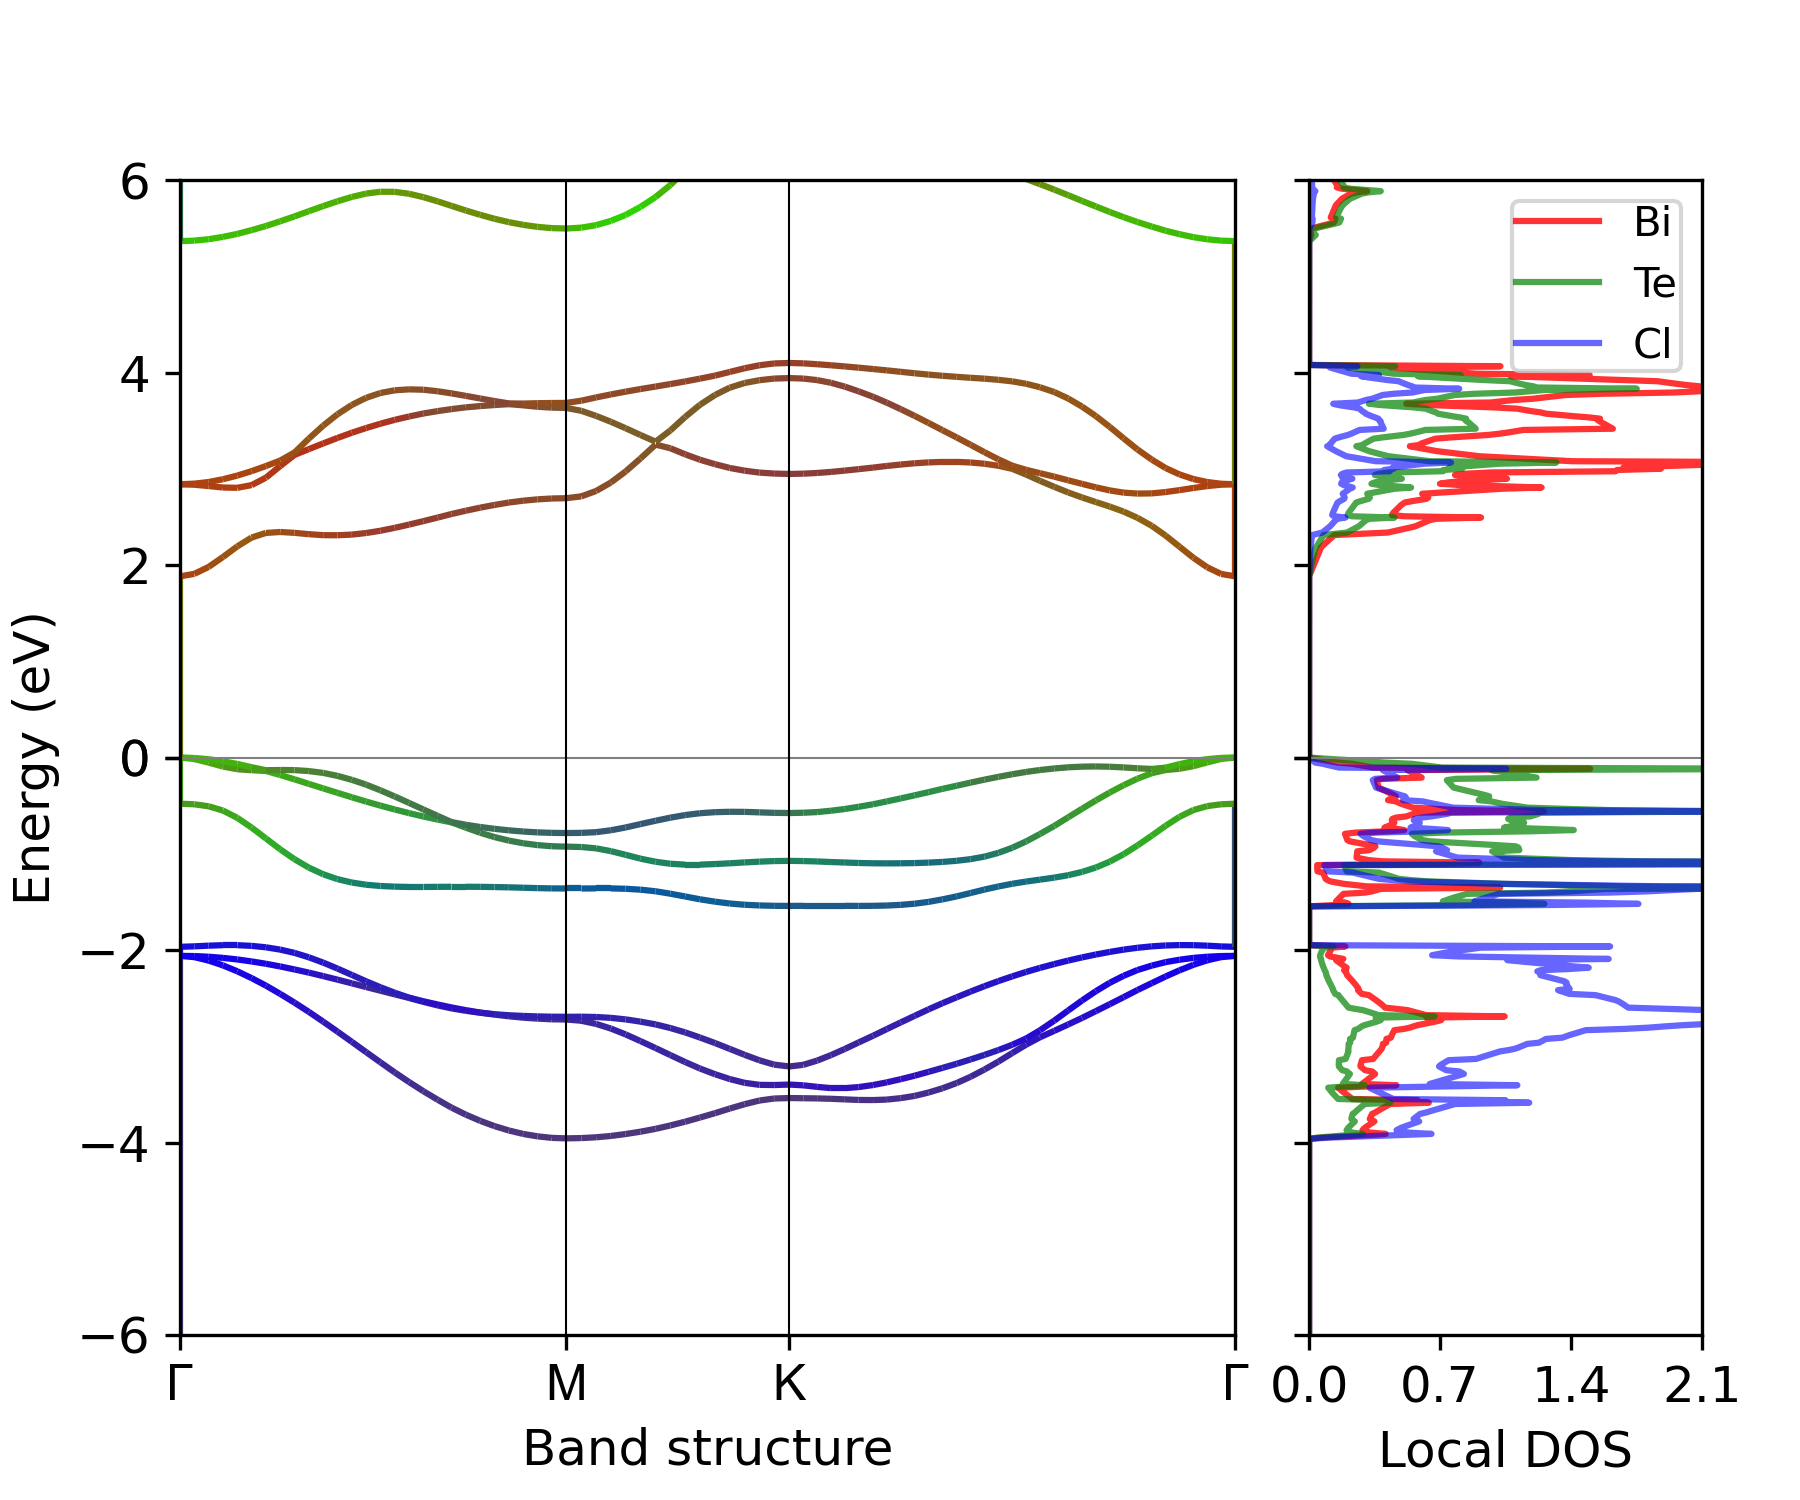 Energy (eV)
6
4
2
0
−2
−4
−6
Γ
M
K
Γ
Band structure
Bi
Te
Cl
0.0
0.7
1.4
2.1
Local DOS